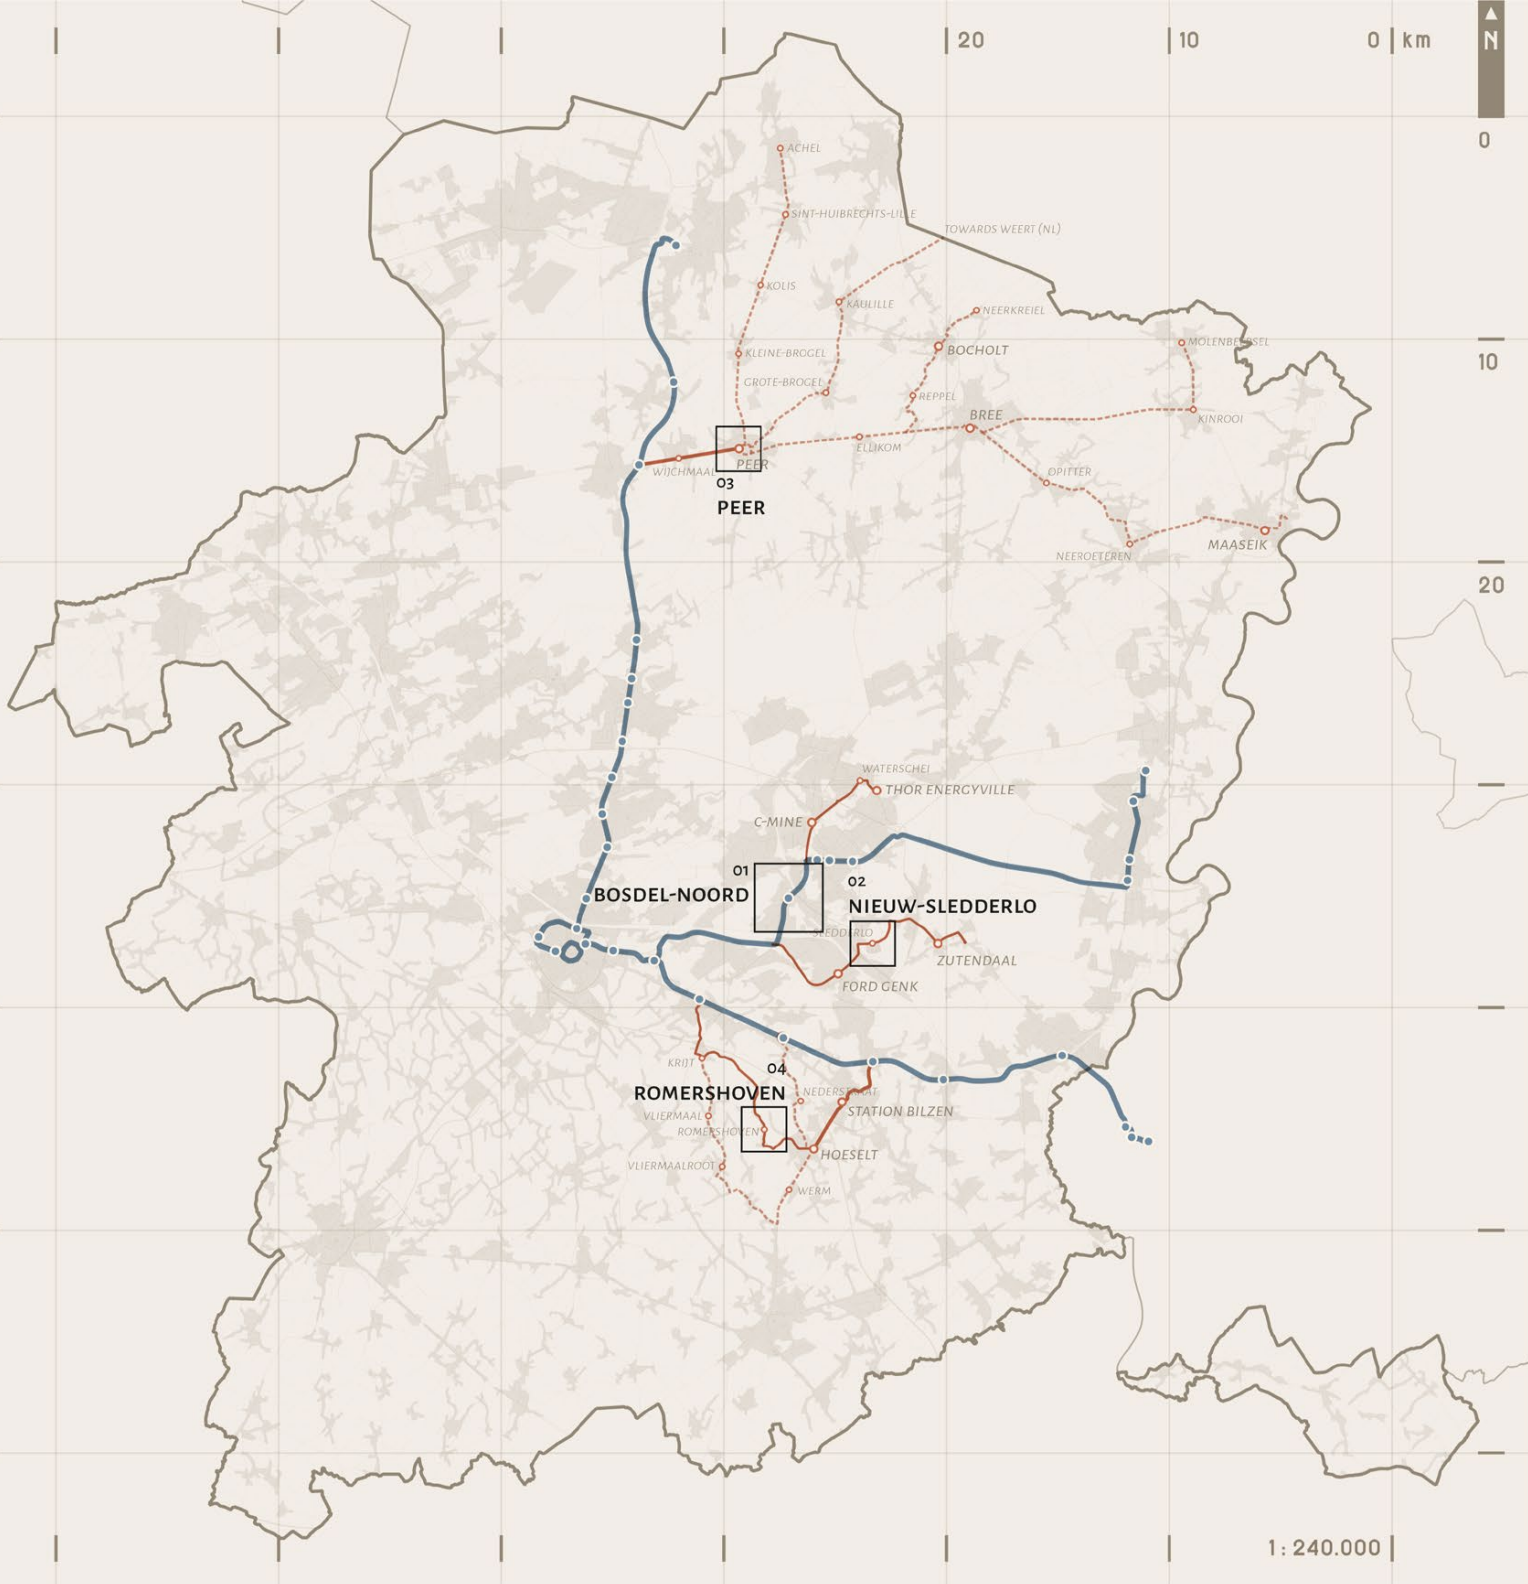 20
10
0 km
N
0
ACHEL
SINT-HUIBRECHTS-LILLE
TOWARDS WEERT (NL)
KOLIS
KAULILLE
NEERKREIEL
MOLENBEERSEL
BOCHOLT
KLEINE-BROGEL
10
GROTE-BROGEL
REPPEL
BREE
KINROOI
ELLIKOM
PEER
WIJCHMAAL
OPITTER
03
PEER
MAASEIK
NEEROETEREN
20
WATERSCHEI
THOR ENERGYVILLE
C-MINE
01
BOSDEL-NOORD
02
NIEUW-SLEDDERLO
SLEDDERLO
ZUTENDAAL
FORD GENK
KRIJT
04
ROMERSHOVEN
NEDERSTRAAT
STATION BILZEN
VLIERMAAL
ROMERSHOVEN
HOESELT
VLIERMAALROOT
WERM
1:240.000